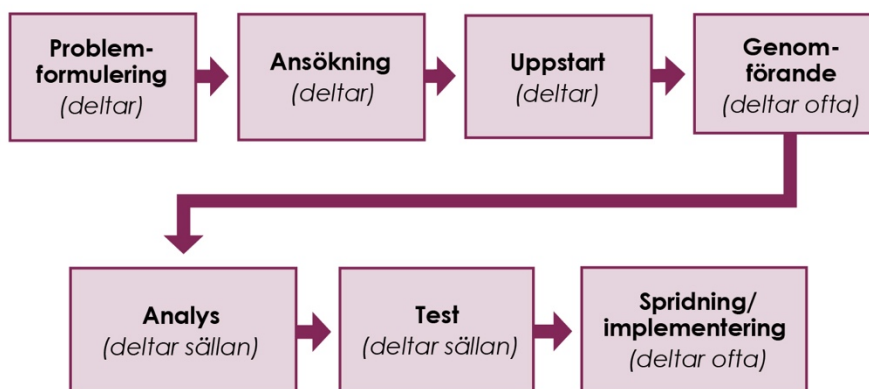 Problem-
formulering
(deltar)
Ansökning
(deltar)
Uppstart
(deltar)
Genom-
förande
(deltar ofta)
Analys
(deltar sällan)
Test
(deltar sällan)
Spridning/
implementering
(deltar ofta)